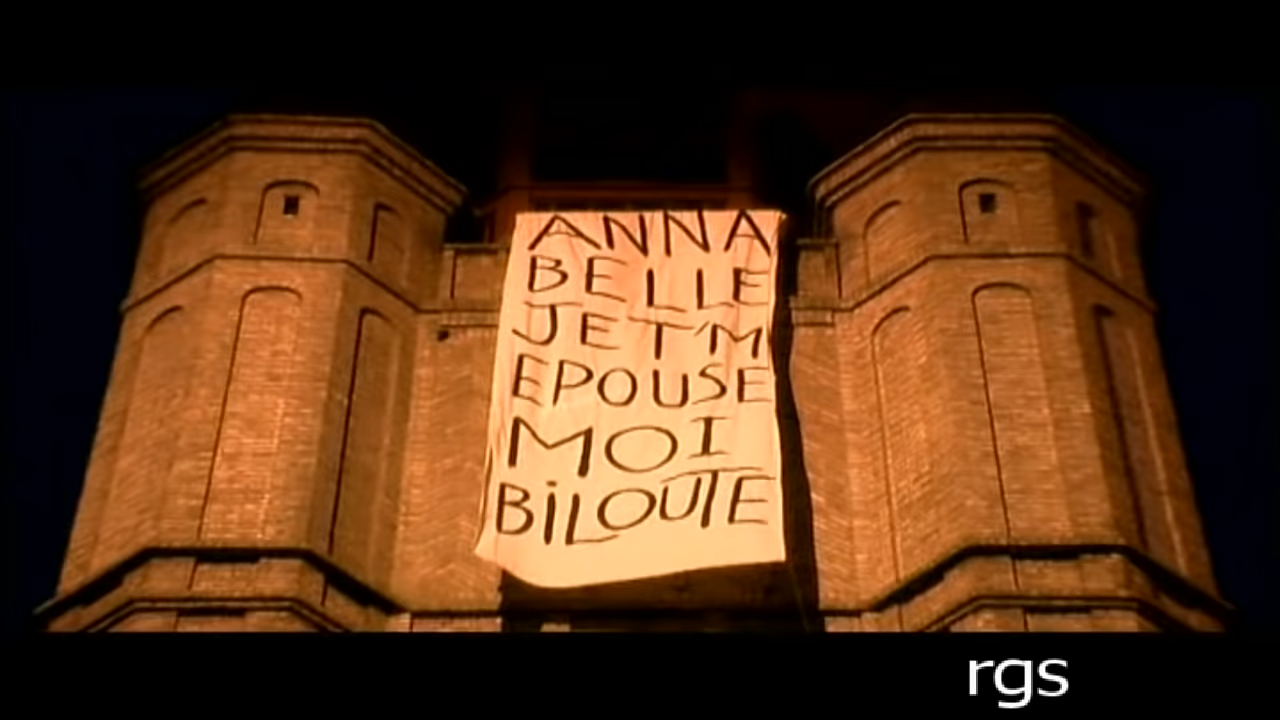 ANNA
BELLE
JE T'M
EPOUSE
MOI
BiLOUTE
rgs